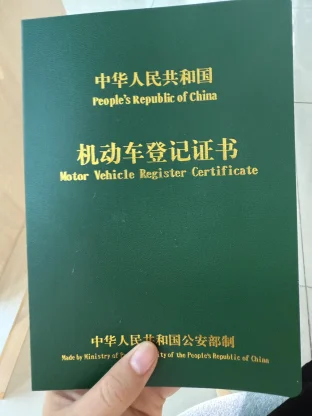 中华人民共和国
People's Republic of China
机动车登记证书
Motor Vehicle Register Certificate
中华人民共和国公安部制
Made by Ministry of Pu ty of the People's Republic of China